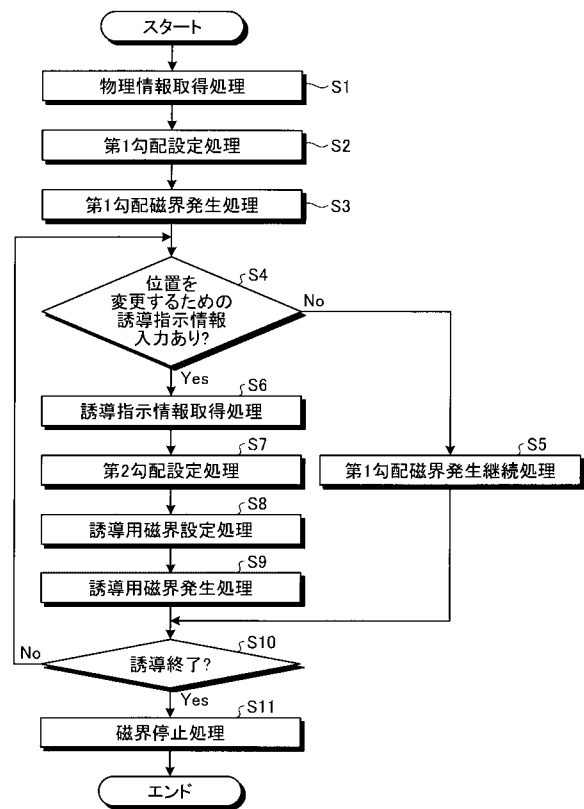 スタート
物理情報取得処理
S1
第1勾配設定処理
S2
第1勾配磁界発生処理
S3
位置を
変更するための
誘導指示情報
入力あり?
S4
No
Yes
誘導指示情報取得処理
S6
第2勾配設定処理
S7
第1勾配磁界発生継続処理
S5
誘導用磁界設定処理
S8
誘導用磁界発生処理
S9
誘導終了?
S10
No
Yes
磁界停止処理
S11
エンド